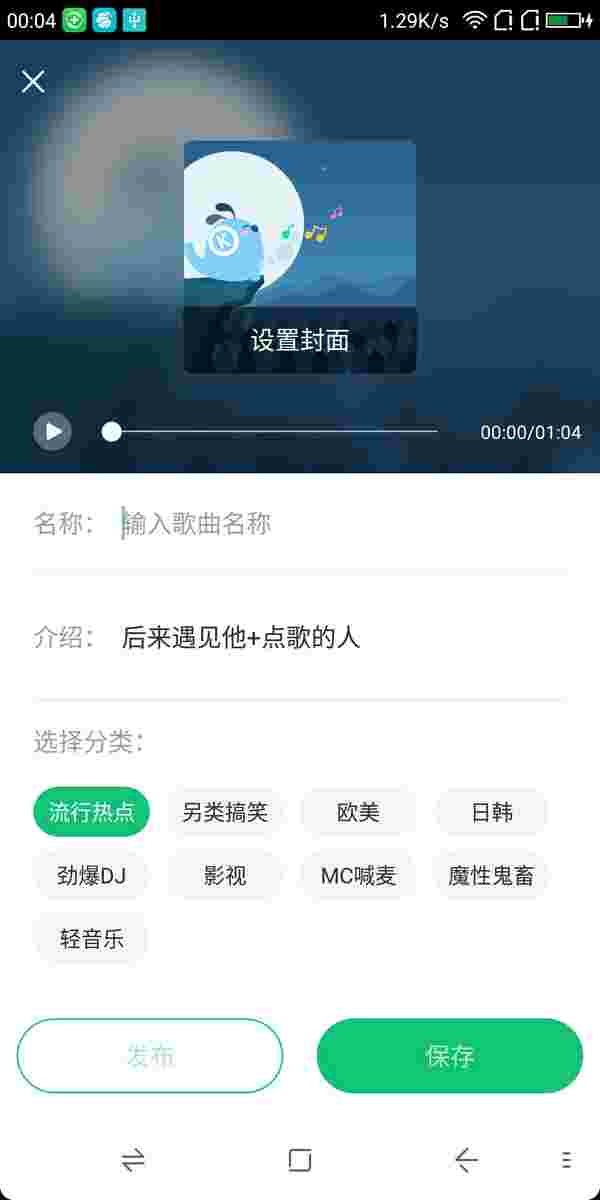 00:04 1.29K/s
K
设置封面
00:00/01:04
名称: 输入歌曲名称
介绍: 后来遇见他+点歌的人
选择分类:
流行热点 另类搞笑 欧美 日韩
劲爆DJ 影视 MC喊麦 魔性鬼畜
轻音乐
发布 保存